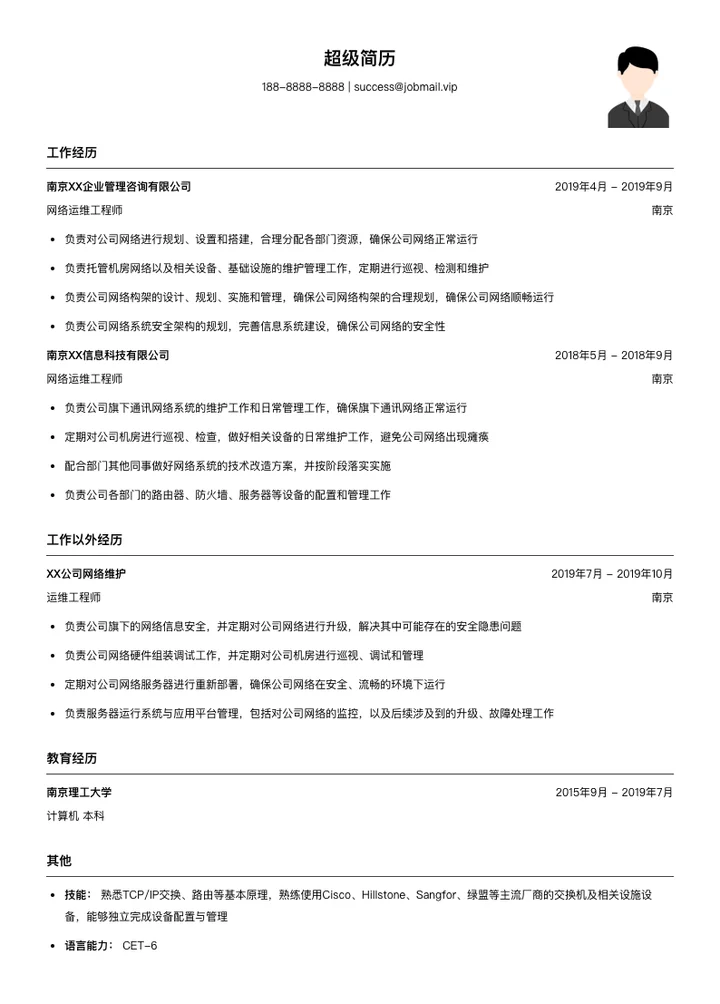 超级简历
188-8888-8888 | success@jobmail.vip
工作经历
南京XX企业管理咨询有限公司 2019年4月 – 2019年9月
网络运维工程师 南京
• 负责对公司网络进行规划、设置和搭建，合理分配各部门资源，确保公司网络正常运行
• 负责托管机房网络以及相关设备、基础设施的维护管理工作，定期进行巡视、检测和维护
• 负责公司网络构架的设计、规划、实施和管理，确保公司网络构架的合理规划，确保公司网络顺畅运行
• 负责公司网络系统安全架构的规划，完善信息系统建设，确保公司网络的安全性
南京XX信息科技有限公司 2018年5月 – 2018年9月
网络运维工程师 南京
• 负责公司旗下通讯网络系统的维护工作和日常管理工作，确保旗下通讯网络正常运行
• 定期对公司机房进行巡视、检查，做好相关设备的日常维护工作，避免公司网络出现瘫痪
• 配合部门其他同事做好网络系统的技术改造方案，并按阶段落实实施
• 负责公司各部门的路由器、防火墙、服务器等设备的配置和管理工作
工作以外经历
XX公司网络维护 2019年7月 – 2019年10月
运维工程师 南京
• 负责公司旗下的网络信息安全，并定期对公司网络进行升级，解决其中可能存在的安全隐患问题
• 负责公司网络硬件组装调试工作，并定期对公司机房进行巡视、调试和管理
• 定期对公司网络服务器进行重新部署，确保公司网络在安全、流畅的环境下运行
• 负责服务器运行系统与应用平台管理，包括对公司网络的监控，以及后续涉及到的升级、故障处理工作
教育经历
南京理工大学 2015年9月 – 2019年7月
计算机 本科
其他
• 技能： 熟悉TCP/IP交换、路由等基本原理，熟练使用Cisco、Hillstone、Sangfor、绿盟等主流厂商的交换机及相关设施设
备，能够独立完成设备配置与管理
• 语言能力： CET-6